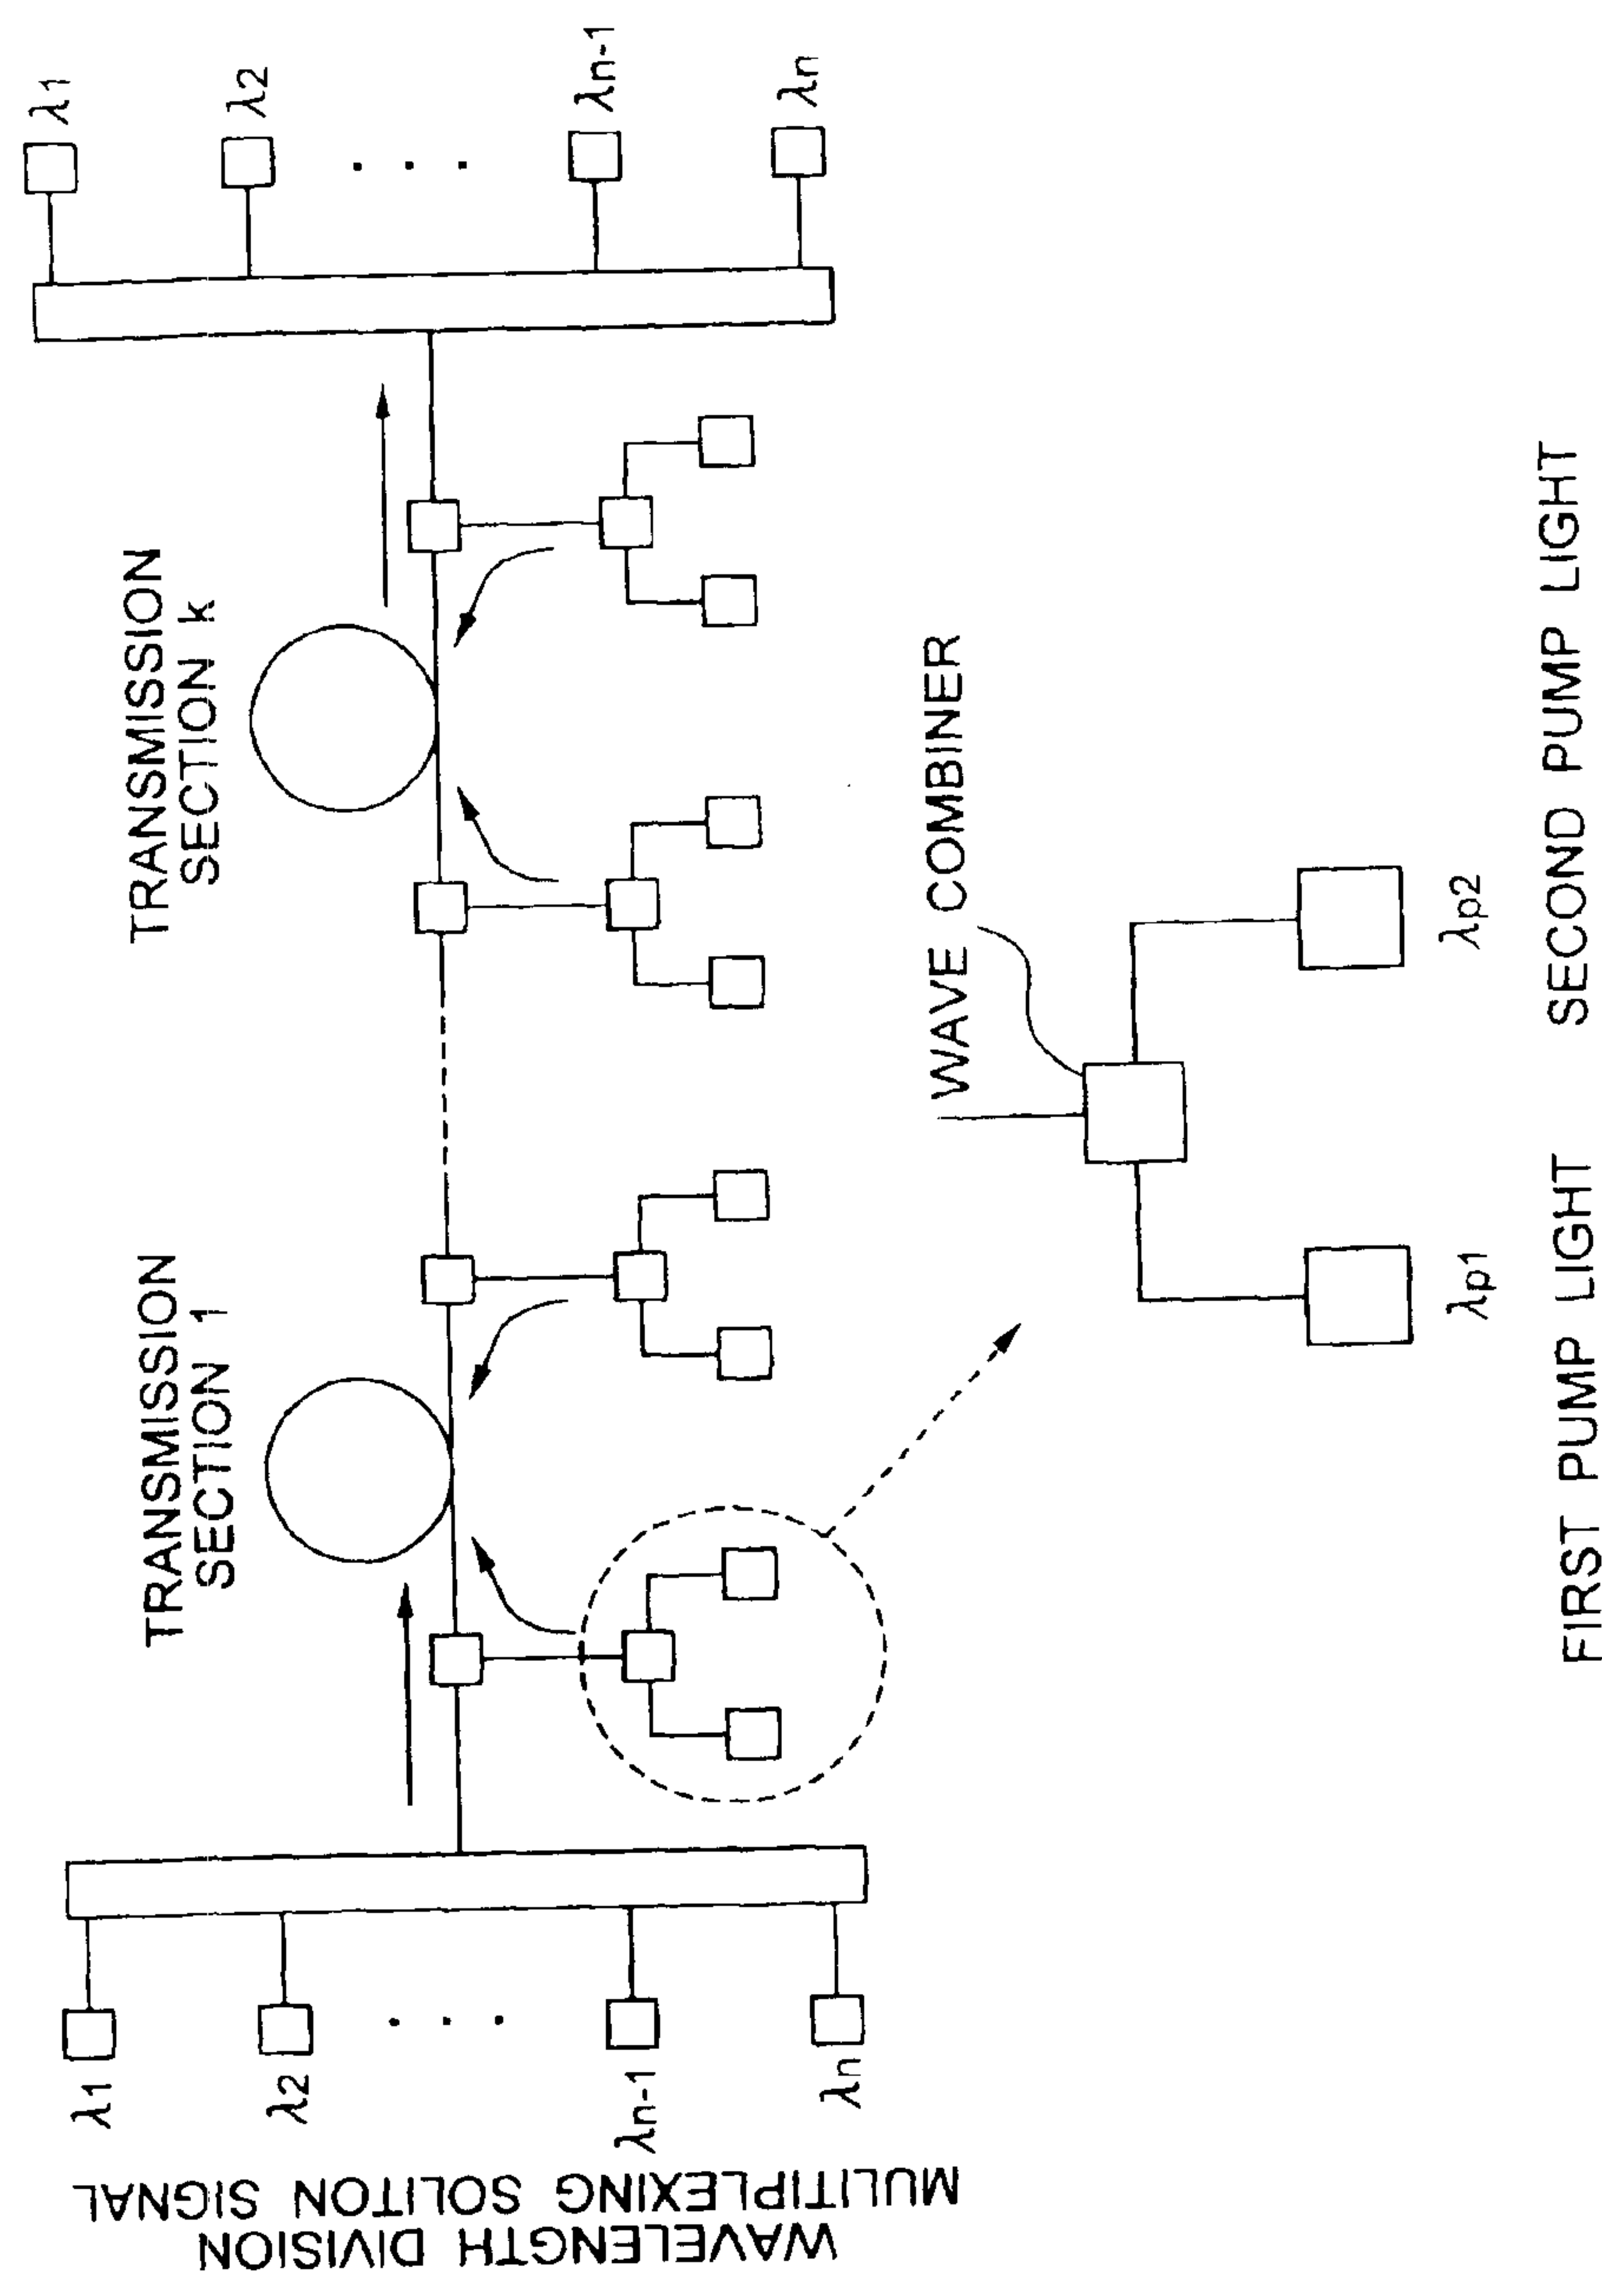 WAVELENGTH DIVISION
MULITIPLEXING SOLITON SIGNAL
λ1
λ2
. . .
λn-1
λn
TRANSMISSION
SECTION 1
TRANSMISSION
SECTION k
λ1
λ2
. . .
λn-1
λn
WAVE COMBINER
λp1
λp2
FIRST PUMP LIGHT
SECOND PUMP LIGHT